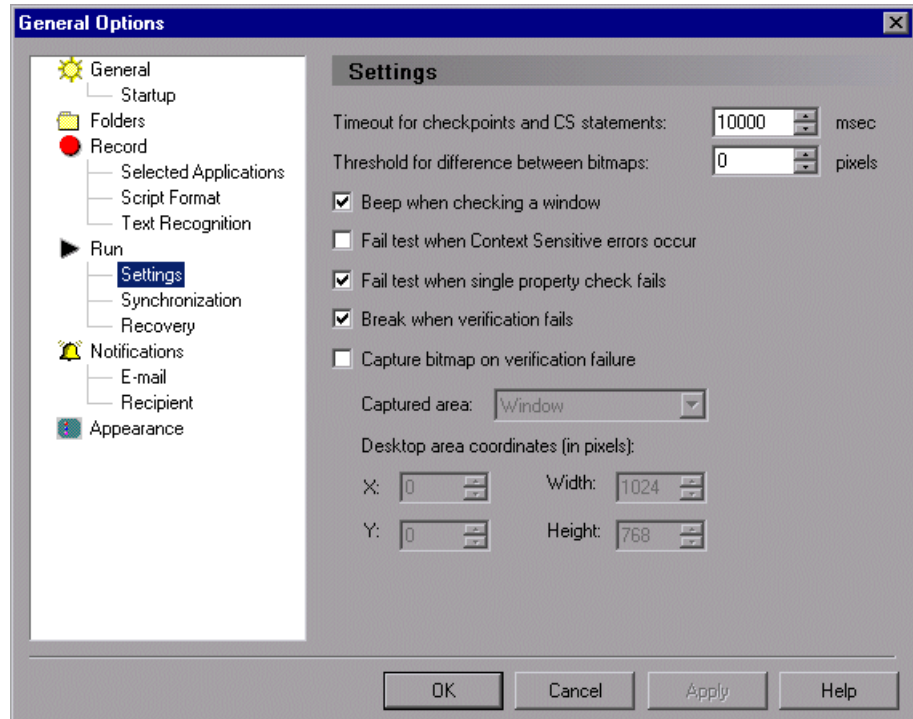 General Options
General
Startup
Folders
Record
Selected Applications
Script Format
Text Recognition
Run
Settings
Synchronization
Recovery
Notifications
E-mail
Recipient
Appearance
Settings
Timeout for checkpoints and CS statements: 10000 msec
Threshold for difference between bitmaps: 0 pixels
Beep when checking a window
Fail test when Context Sensitive errors occur
Fail test when single property check fails
Break when verification fails
Capture bitmap on verification failure
Captured area: Window
Desktop area coordinates (in pixels):
X: 0 Width: 1024
Y: 0 Height: 768
OK Cancel Apply Help